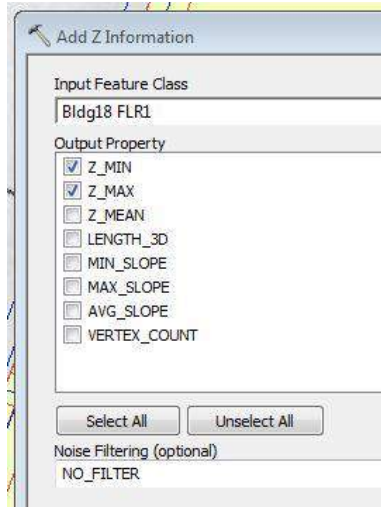 Add Z Information
Input Feature Class
Bldg18 FLR1
Output Property
Z_MIN
Z_MAX
Z_MEAN
LENGTH_3D
MIN_SLOPE
MAX_SLOPE
AVG_SLOPE
VERTEX_COUNT
Select All Unselect All
Noise Filtering (optional)
NO_FILTER